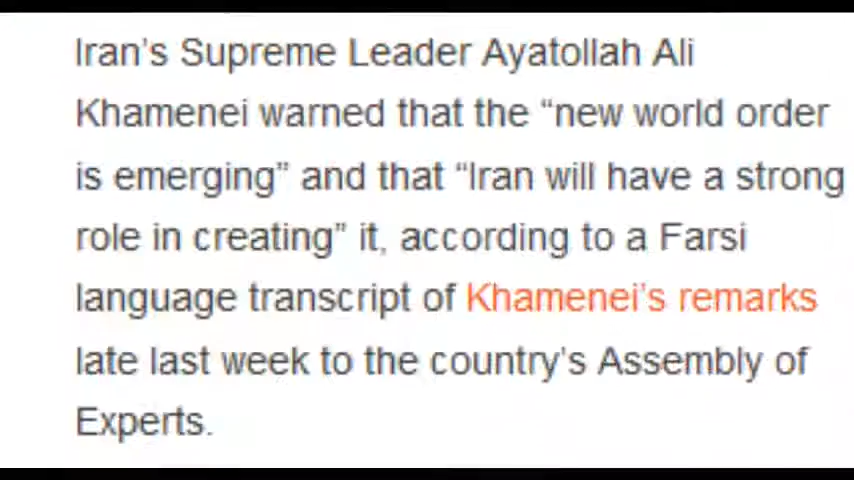 Iran’s Supreme Leader Ayatollah Ali
Khamenei warned that the “new world order
is emerging” and that “Iran will have a strong
role in creating” it, according to a Farsi
language transcript of Khamenei’s remarks
late last week to the country’s Assembly of
Experts.